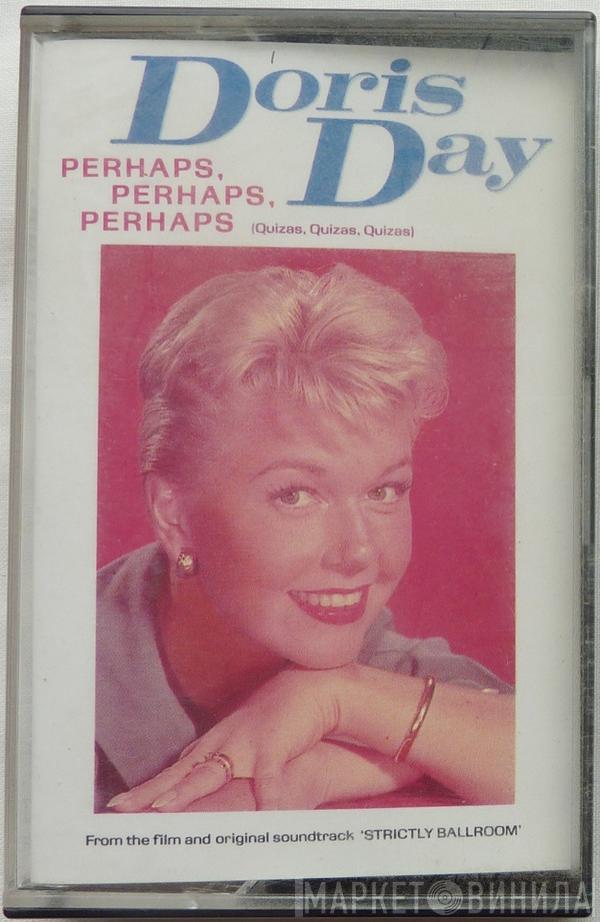 Doris
Day
PERHAPS,
PERHAPS,
PERHAPS (Quizas, Quizas, Quizas)
From the film and original soundtrack 'STRICTLY BALLROOM'
МАРКЕТ ВИНИЛА